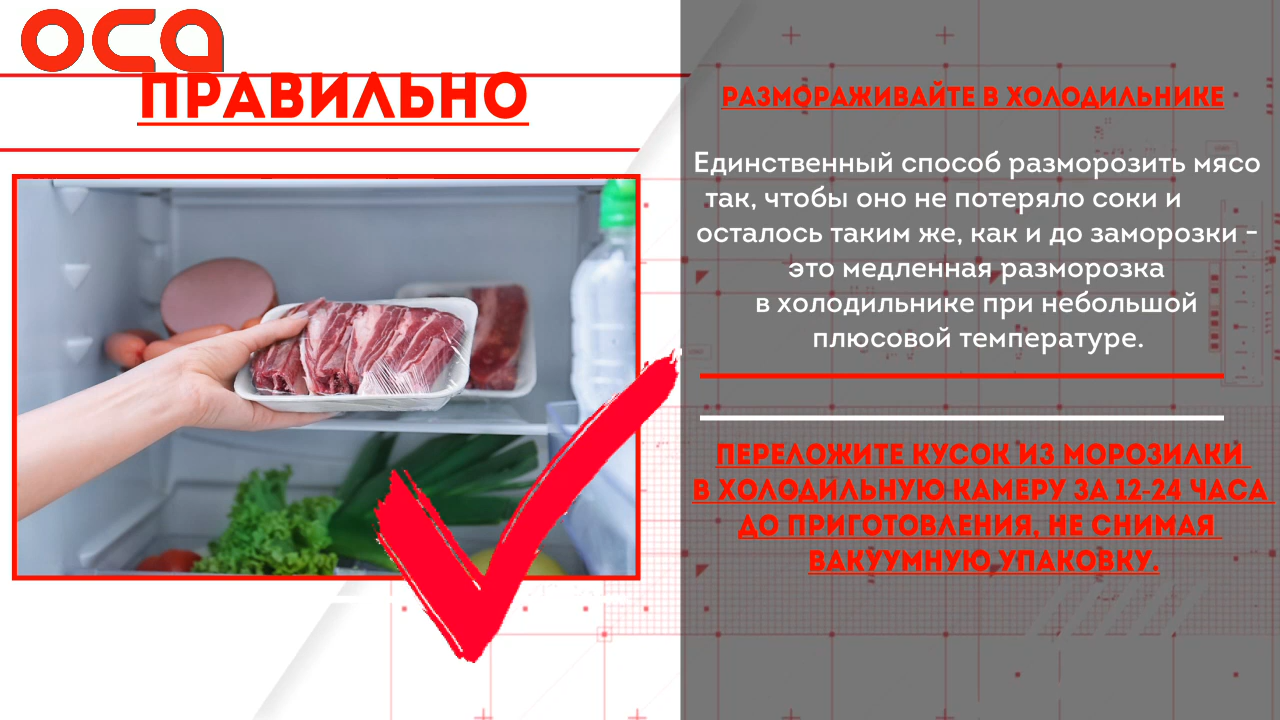 оса
ПРАВИЛЬНО
РАЗМОРАЖИВАЙТЕ В ХОЛОДИЛЬНИКЕ
Единственный способ разморозить мясо
так, чтобы оно не потеряло соки и
осталось таким же, как и до заморозки –
это медленная разморозка
в холодильнике при небольшой
плюсовой температуре.
ПЕРЕЛОЖИТЕ КУСОК ИЗ МОРОЗИЛКИ
В ХОЛОДИЛЬНУЮ КАМЕРУ ЗА 12-24 ЧАСА
ДО ПРИГОТОВЛЕНИЯ, НЕ СНИМАЯ
ВАКУУМНУЮ УПАКОВКУ.